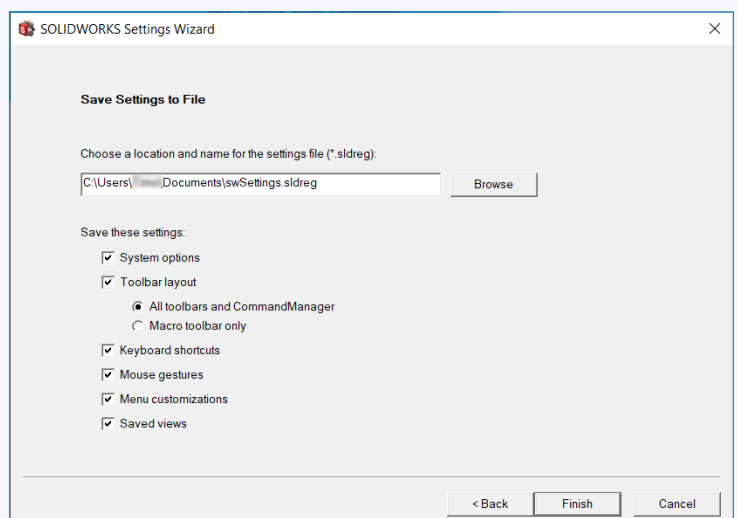 SOLIDWORKS Settings Wizard
Save Settings to File
Choose a location and name for the settings file (*.sldreg):
C:\Users\ \Documents\swSettings.sldreg
Browse
Save these settings:
System options
Toolbar layout
All toolbars and CommandManager
Macro toolbar only
Keyboard shortcuts
Mouse gestures
Menu customizations
Saved views
< Back Finish Cancel